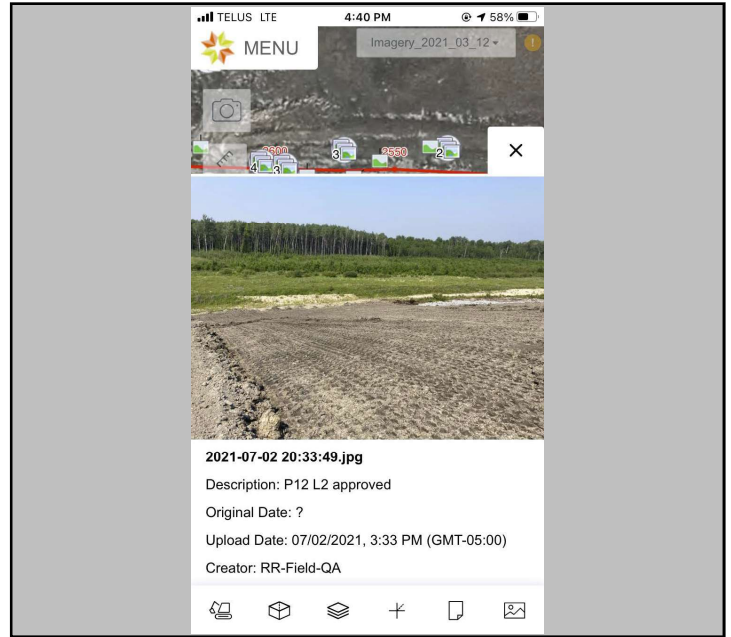 TELUS LTE 4:40 PM 58%
MENU Imagery_2021_03_12
!
2600 3 2550 2
4 3
2021-07-02 20:33:49.jpg
Description: P12 L2 approved
Original Date: ?
Upload Date: 07/02/2021, 3:33 PM (GMT-05:00)
Creator: RR-Field-QA